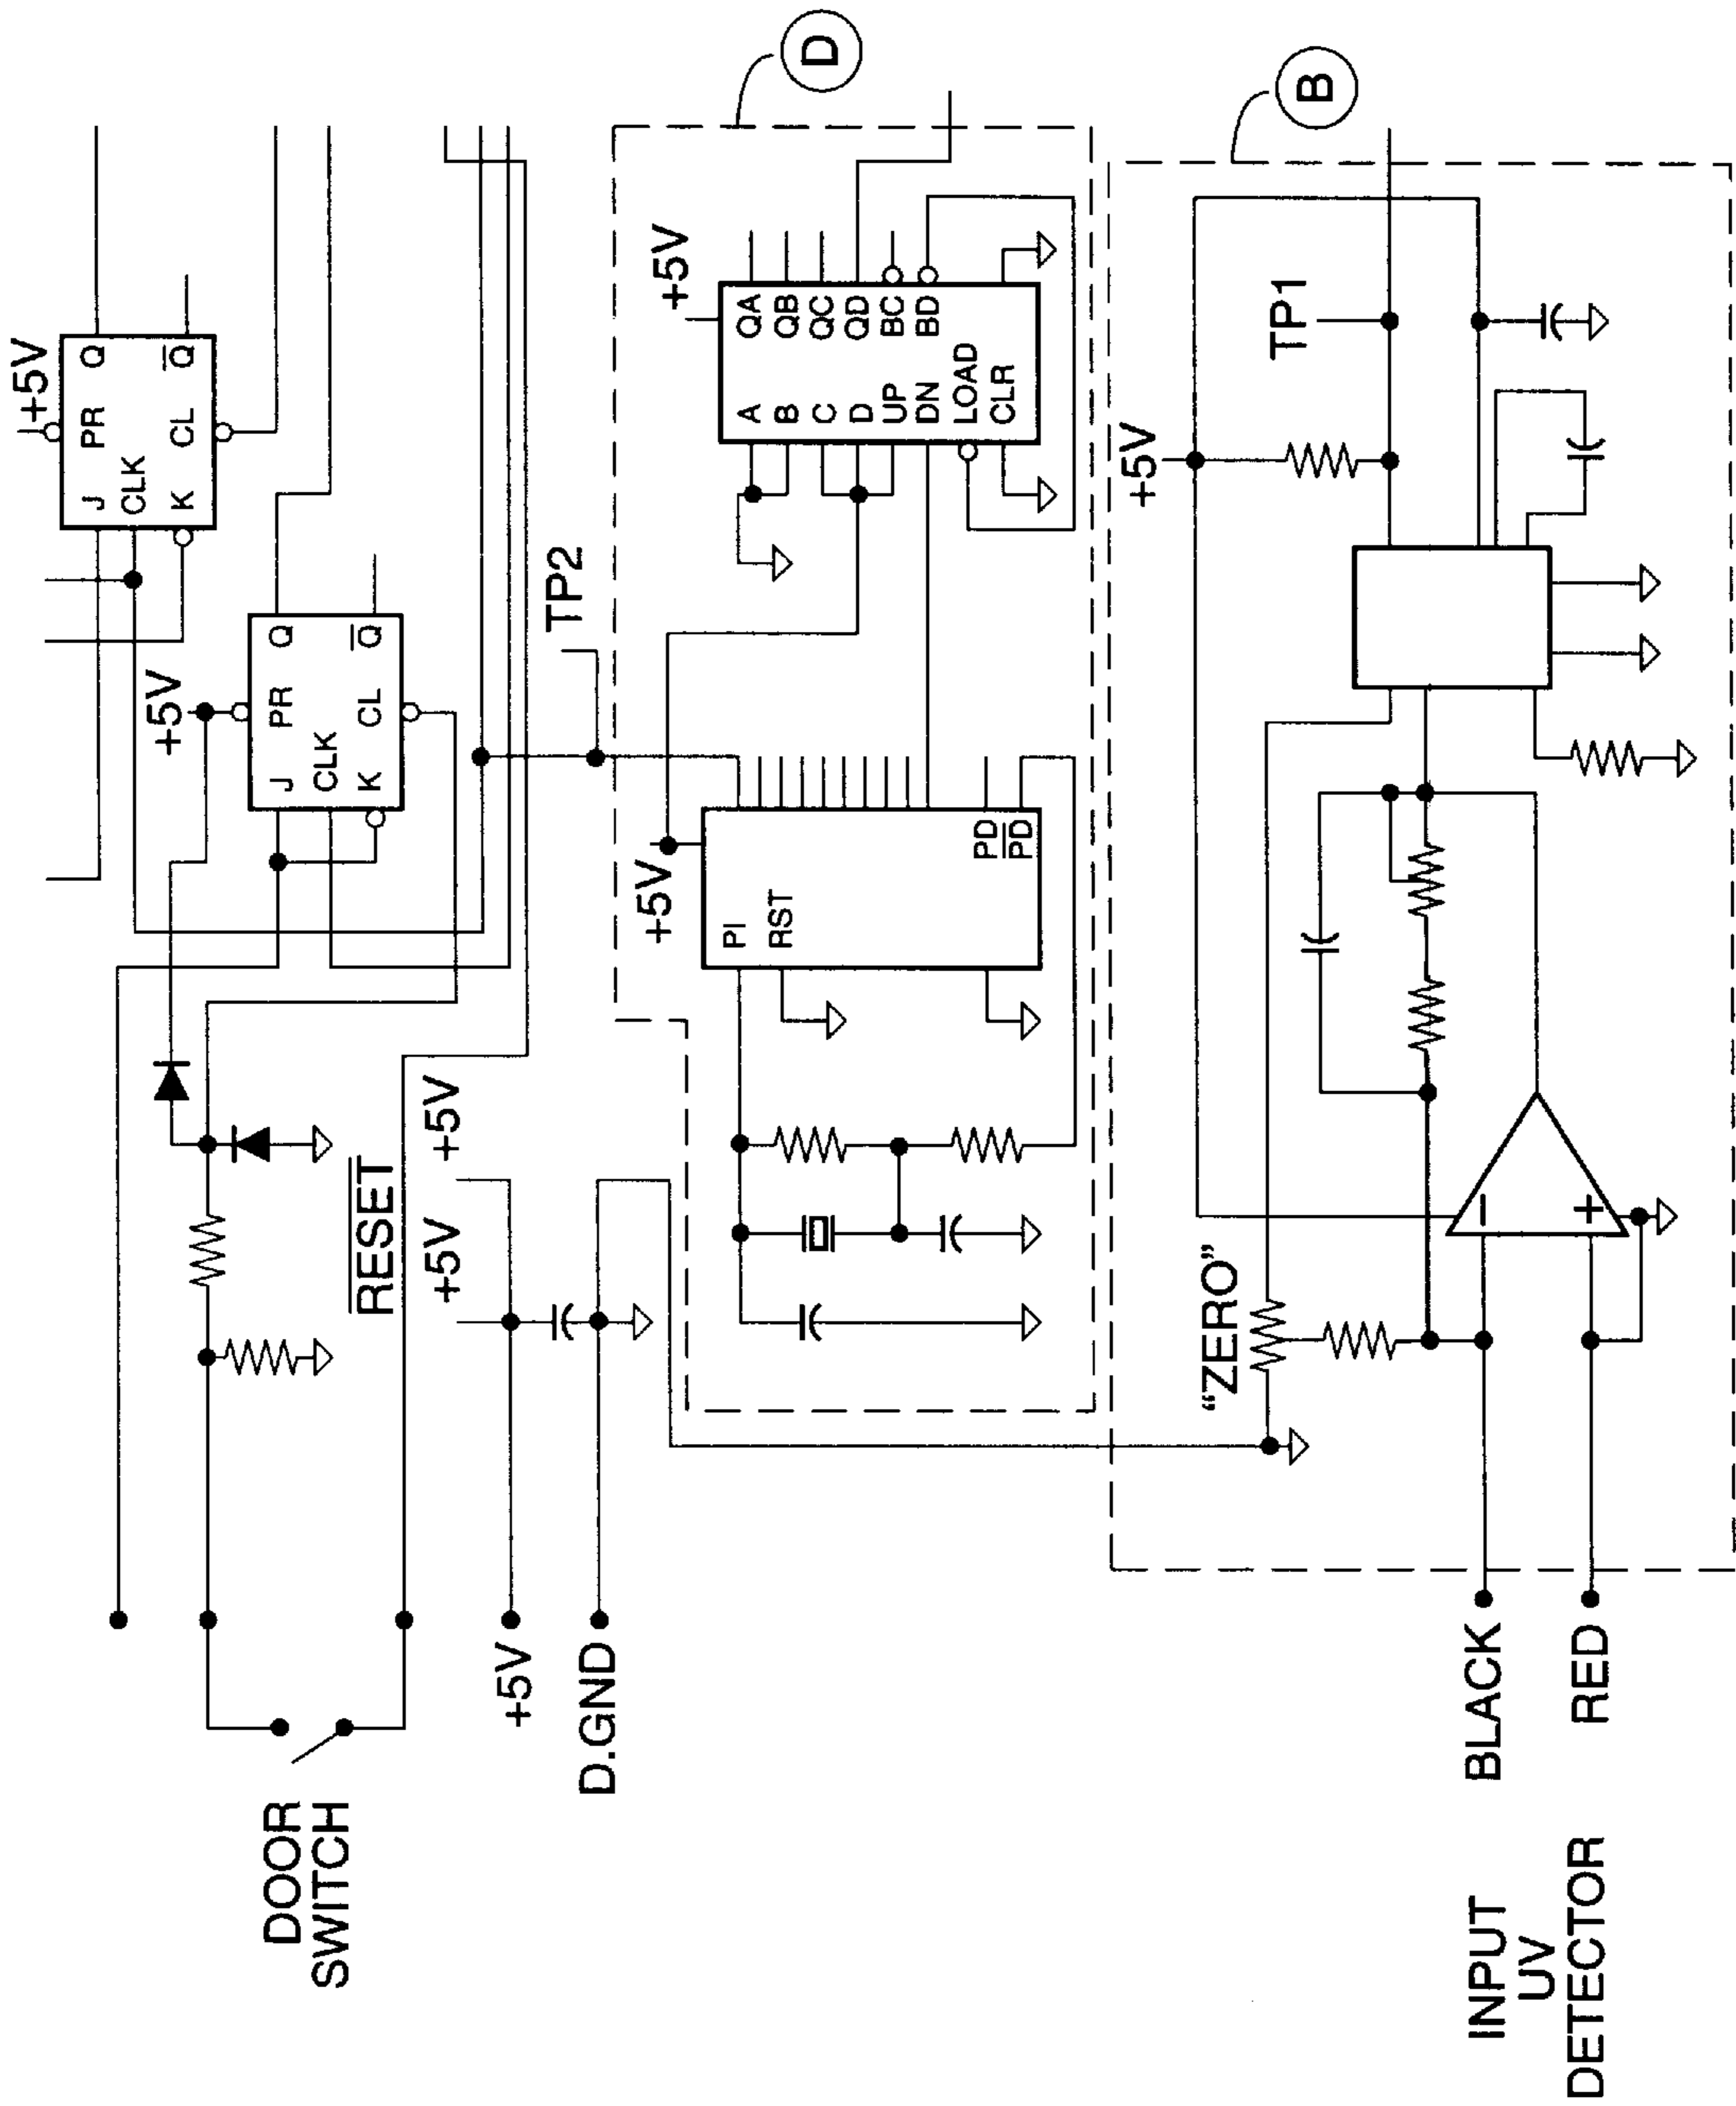 +5V
J
PR
Q
CLK
K
CL
Q̅
+5V
J
PR
Q
CLK
K
CL
Q̅
DOOR
SWITCH
R̅E̅S̅E̅T̅
+5V
+5V
+5V
D.GND
TP2
D
+5V
PI
RST
PD
P̅D̅
+5V
A
QA
B
QB
C
QC
D
QD
UP
BC
DN
BD
LOAD
CLR
B
"ZERO"
+5V
TP1
−
+
INPUT
UV
DETECTOR
BLACK
RED